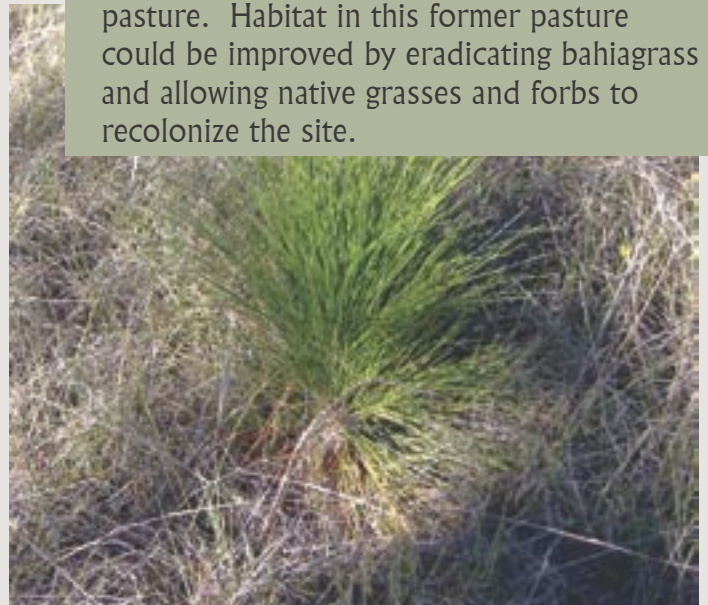 pasture.  Habitat in this former pasture
could be improved by eradicating bahiagrass
and allowing native grasses and forbs to
recolonize the site.